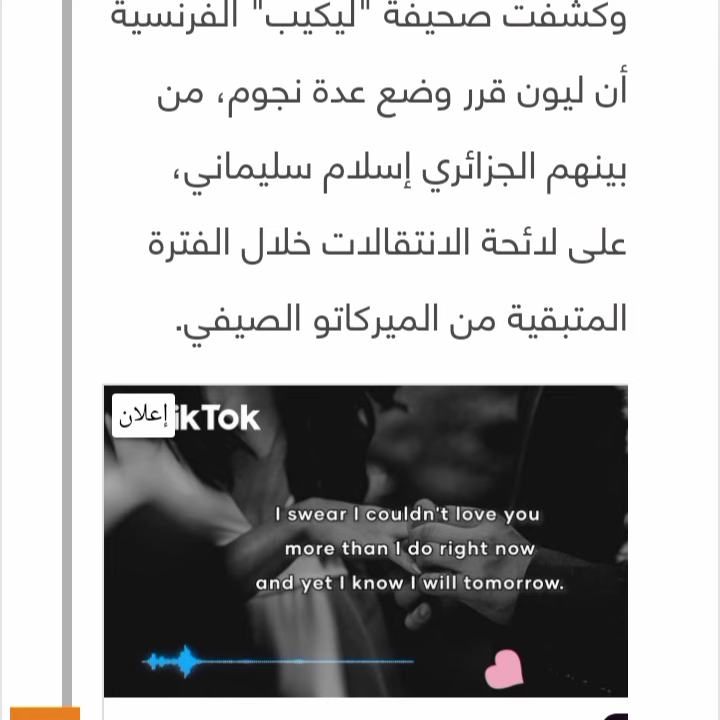 وكشفت صحيفة "ليكيب" الفرنسية
أن ليون قرر وضع عدة نجوم، من
بينهم الجزائري إسلام سليماني،
على لائحة الانتقالات خلال الفترة
المتبقية من الميركاتو الصيفي.
إعلان
ikTok
I swear I couldn't love you
more than I do right now
and yet I know I will tomorrow.